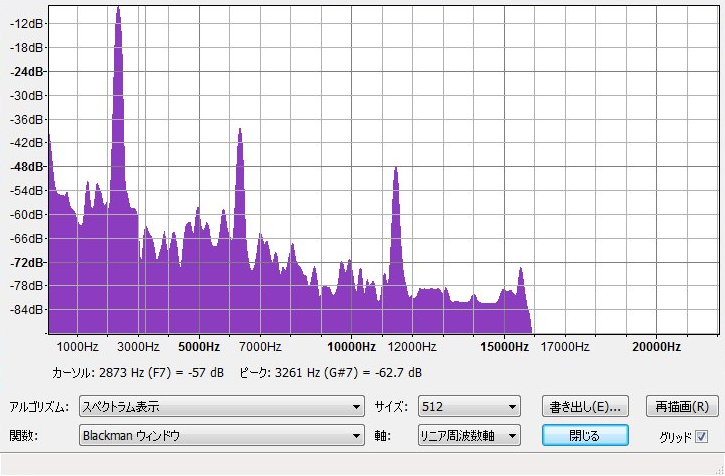 -12dB
-18dB
-24dB
-30dB
-36dB
-42dB
-48dB
-54dB
-60dB
-66dB
-72dB
-78dB
-84dB
1000Hz 3000Hz 5000Hz 7000Hz 10000Hz 12000Hz 15000Hz 17000Hz 20000Hz
カーソル: 2873 Hz (F7) = -57 dB ピーク: 3261 Hz (G#7) = -62.7 dB
アルゴリズム: スペクトラム表示 サイズ: 512 書き出し(E)... 再描画(R)
関数: Blackman ウィンドウ 軸: リニア周波数軸 閉じる グリッド